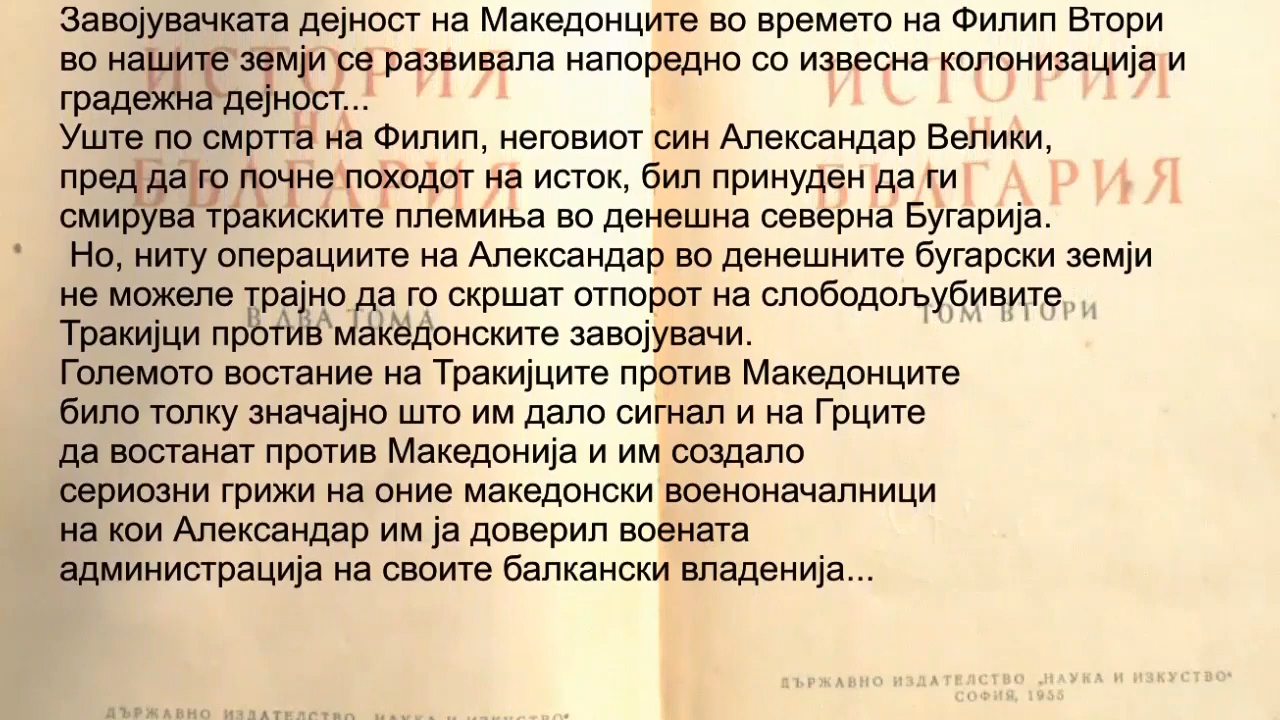 Завојувачката дејност на Македонците во времето на Филип Втори
во нашите земји се развивала напоредно со извесна колонизација и
градежна дејност...
Уште по смртта на Филип, неговиот син Александар Велики,
пред да го почне походот на исток, бил принуден да ги
смирува тракиските племиња во денешна северна Бугарија.
Но, ниту операциите на Александар во денешните бугарски земји
не можеле трајно да го скршат отпорот на слободољубивите
Тракијци против македонските завојувачи.
Големото востание на Тракијците против Македонците
било толку значајно што им дало сигнал и на Грците
да востанат против Македонија и им создало
сериозни грижи на оние македонски военоначалници
на кои Александар им ја доверил воената
администрација на своите балкански владенија...
ИСТОРИЯ
НА
БЪЛГАРИЯ
В ДВА ТОМА
ДЪРЖАВНО ИЗДАТЕЛСТВО „НАУКА И ИЗКУСТВО"
ИСТОРИЯ
НА
БЪЛГАРИЯ
ТОМ ВТОРИ
ДЪРЖАВНО ИЗДАТЕЛСТВО „НАУКА И ИЗКУСТВО"
СОФИЯ, 1955